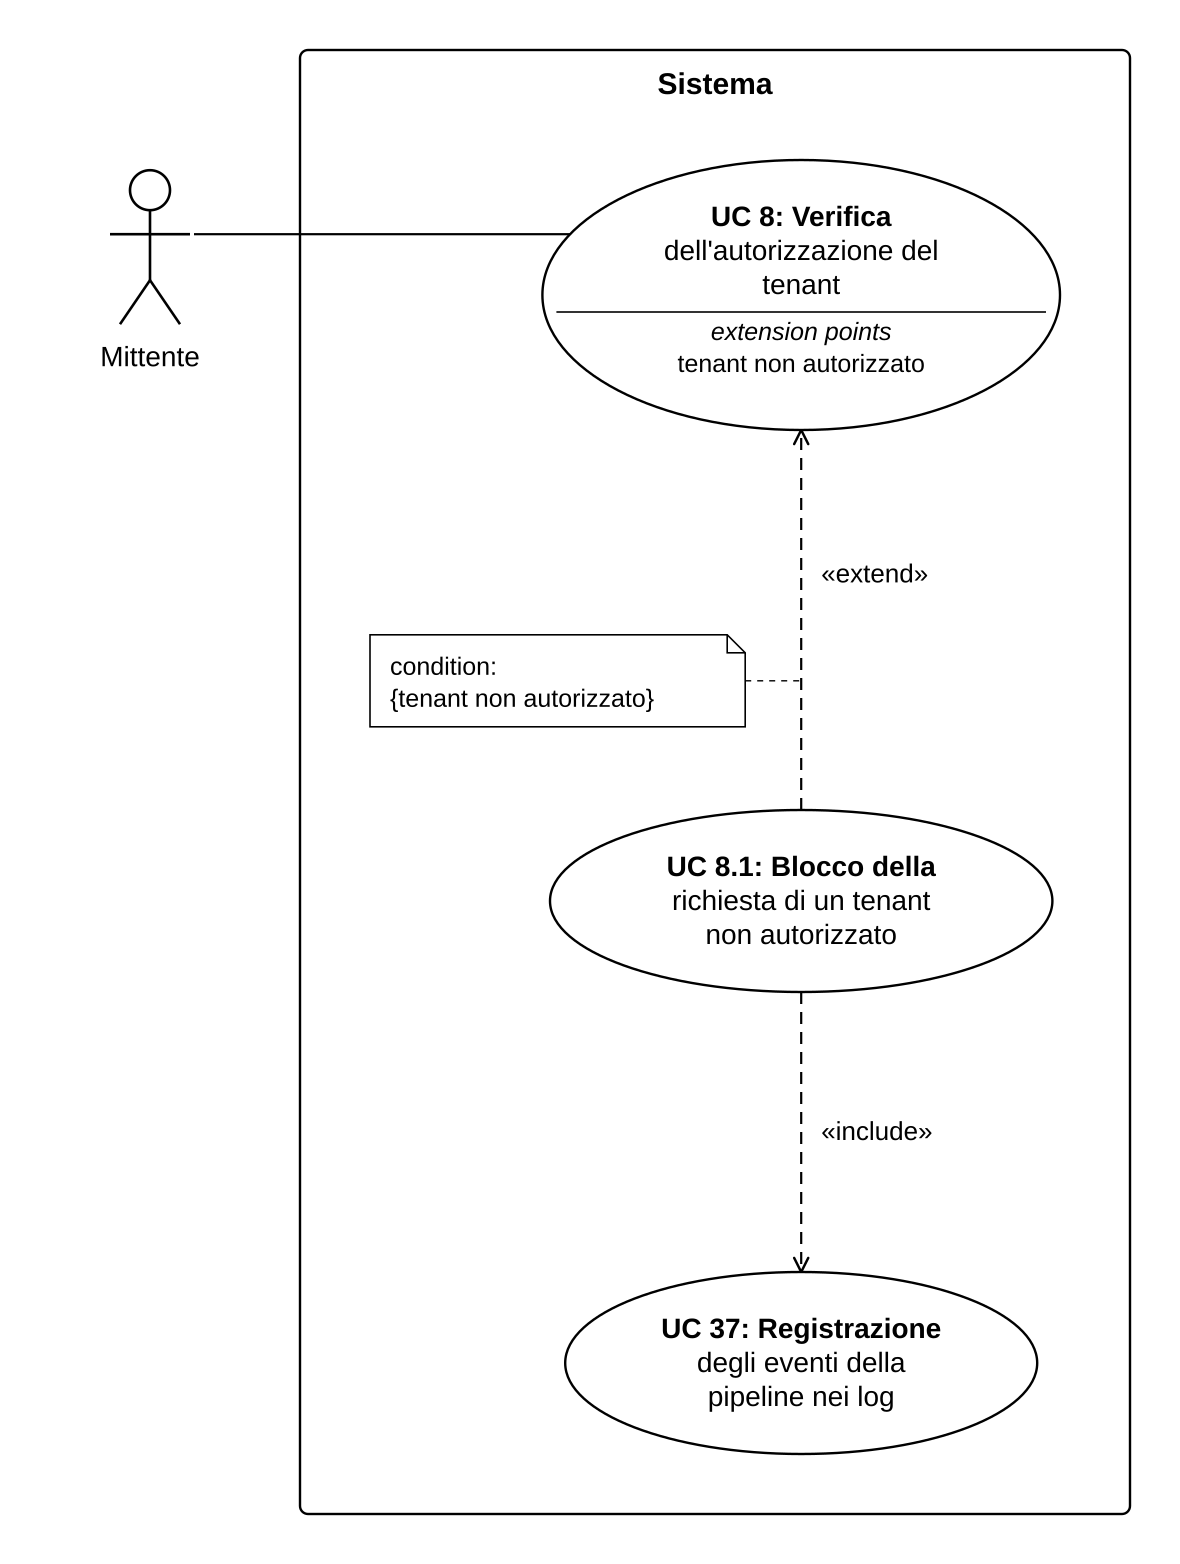 Sistema
Mittente
UC 8: Verifica
dell'autorizzazione del
tenant
extension points
tenant non autorizzato
«extend»
condition:
{tenant non autorizzato}
UC 8.1: Blocco della
richiesta di un tenant
non autorizzato
«include»
UC 37: Registrazione
degli eventi della
pipeline nei log